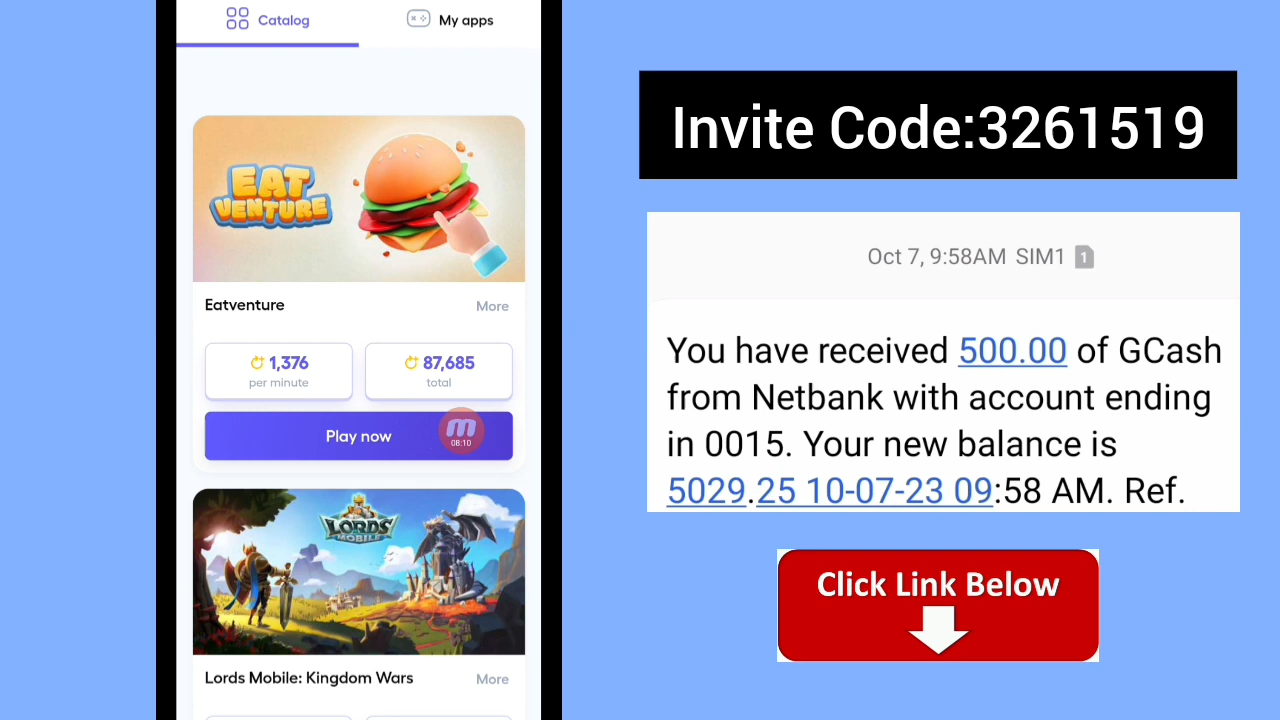 Catalog
My apps
EAT
VENTURE
Eatventure
More
1,376
per minute
87,685
total
Play now
08:10
LORDS
MOBILE
Lords Mobile: Kingdom Wars
More
Invite Code:3261519
Oct 7, 9:58AM SIM1 1
You have received 500.00 of GCash
from Netbank with account ending
in 0015. Your new balance is
5029.25 10-07-23 09:58 AM. Ref.
Click Link Below